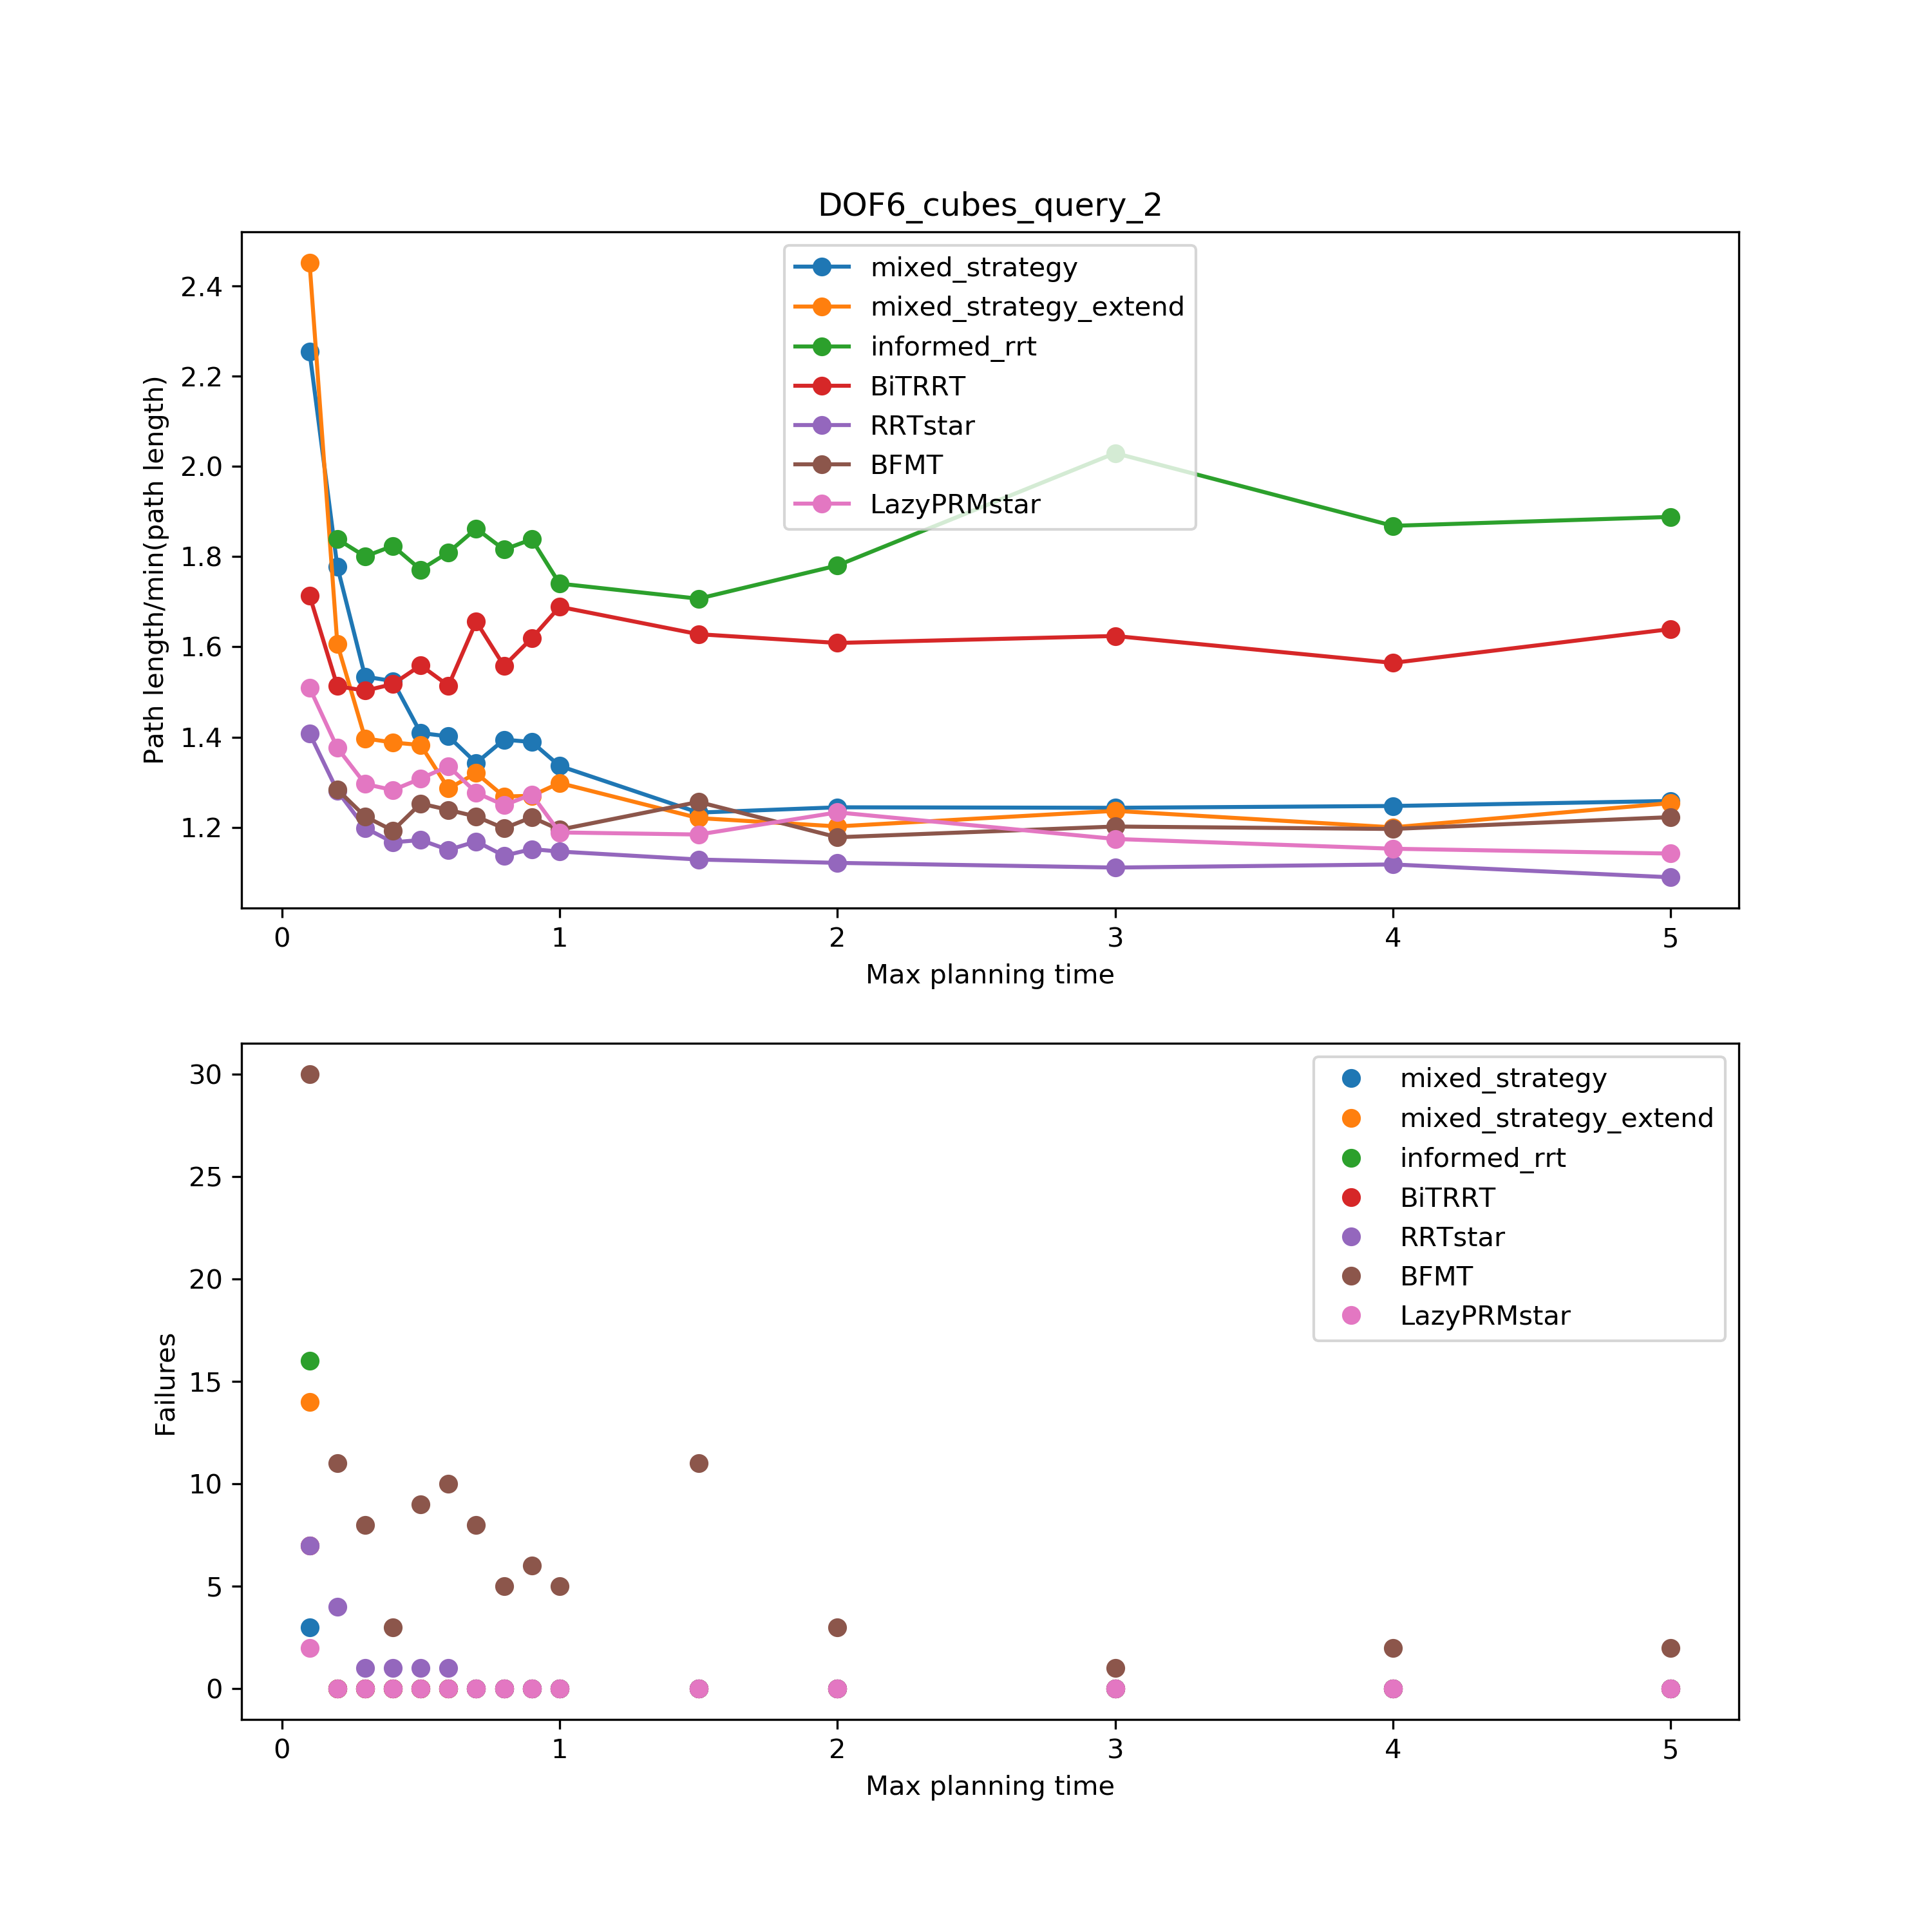 DOF6_cubes_query_2
Path length/min(path length)
2.4
2.2
2.0
1.8
1.6
1.4
1.2
mixed_strategy
mixed_strategy_extend
informed_rrt
BiTRRT
RRTstar
BFMT
LazyPRMstar
0 1 2 3 4 5
Max planning time
Failures
30
25
20
15
10
5
0
mixed_strategy
mixed_strategy_extend
informed_rrt
BiTRRT
RRTstar
BFMT
LazyPRMstar
0 1 2 3 4 5
Max planning time